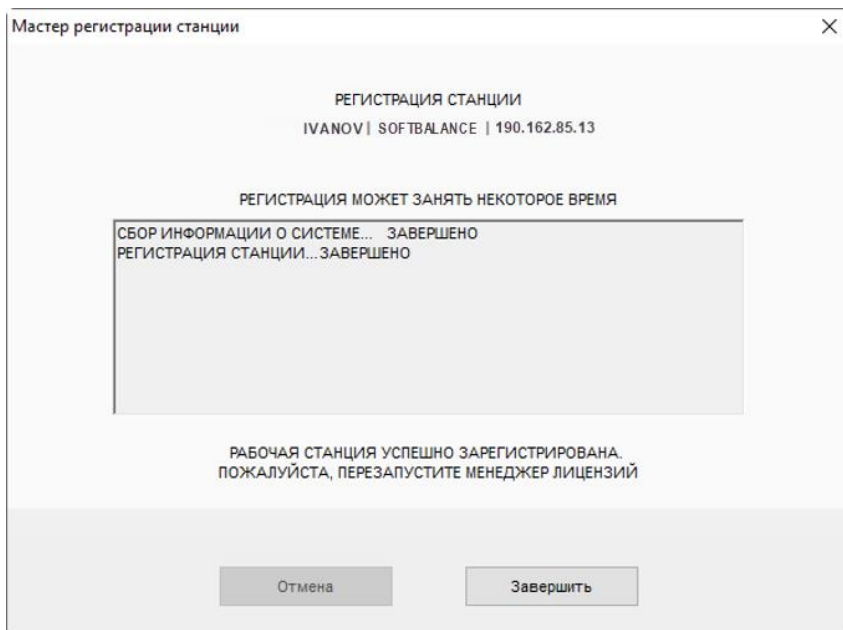 Мастер регистрации станции
РЕГИСТРАЦИЯ СТАНЦИИ
IVANOV | SOFTBALANCE | 190.162.85.13
РЕГИСТРАЦИЯ МОЖЕТ ЗАНЯТЬ НЕКОТОРОЕ ВРЕМЯ
СБОР ИНФОРМАЦИИ О СИСТЕМЕ... ЗАВЕРШЕНО
РЕГИСТРАЦИЯ СТАНЦИИ...ЗАВЕРШЕНО
РАБОЧАЯ СТАНЦИЯ УСПЕШНО ЗАРЕГИСТРИРОВАНА.
ПОЖАЛУЙСТА, ПЕРЕЗАПУСТИТЕ МЕНЕДЖЕР ЛИЦЕНЗИЙ
Отмена Завершить